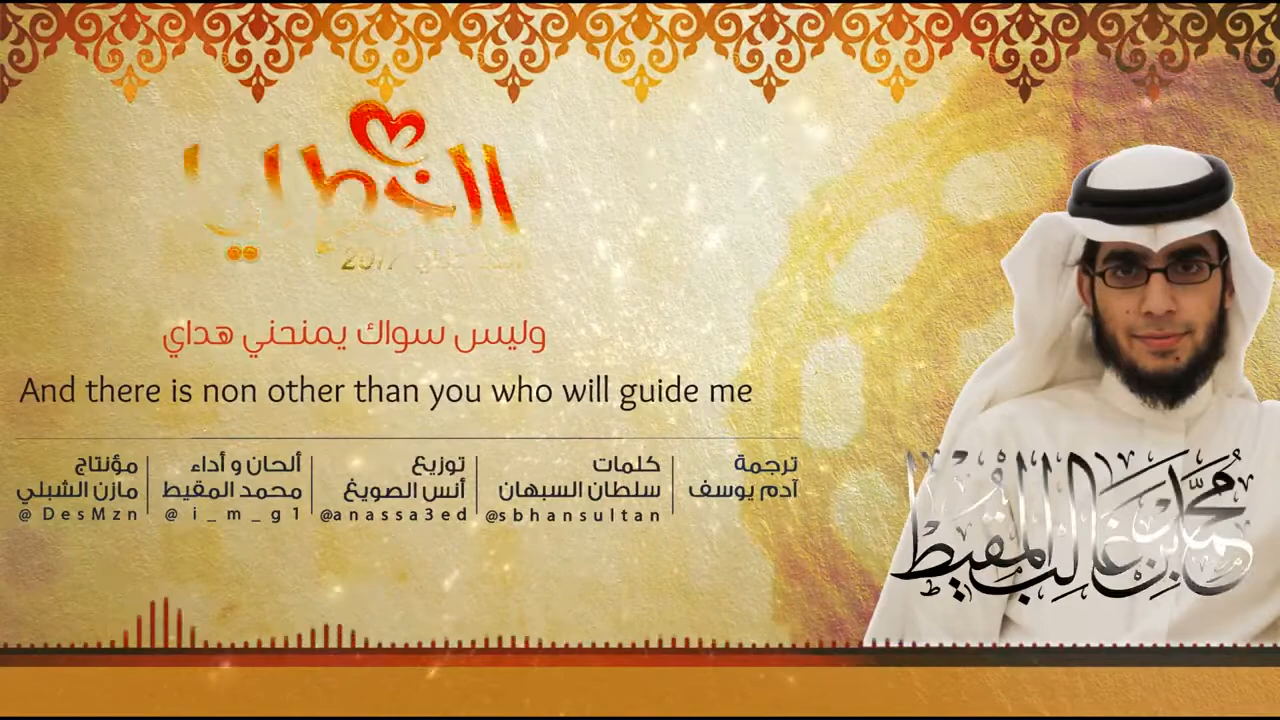 الخطايا
2017
وليس سواك يمنحني هداي
And there is non other than you who will guide me
ترجمة
آدم يوسف
كلمات
سلطان السبهان
@sbhansultan
توزيع
أنس الصويغ
@anassa3ed
ألحان و أداء
محمد المقيط
@i_m_g1
مؤنتاج
مازن الشبلي
@DesMzn
محمد بن غالب المقيط